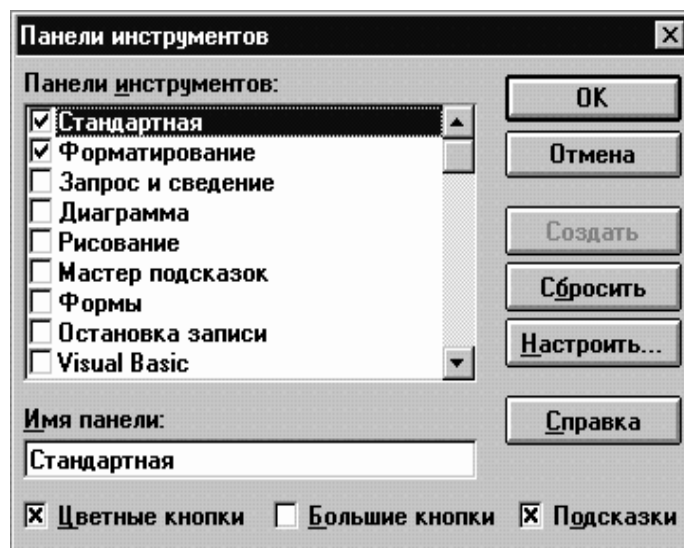 Панели инструментов
Панели инструментов:
Стандартная
Форматирование
Запрос и сведение
Диаграмма
Рисование
Мастер подсказок
Формы
Остановка записи
Visual Basic
OK
Отмена
Создать
Сбросить
Настроить...
Справка
Имя панели:
Стандартная
Цветные кнопки
Большие кнопки
Подсказки